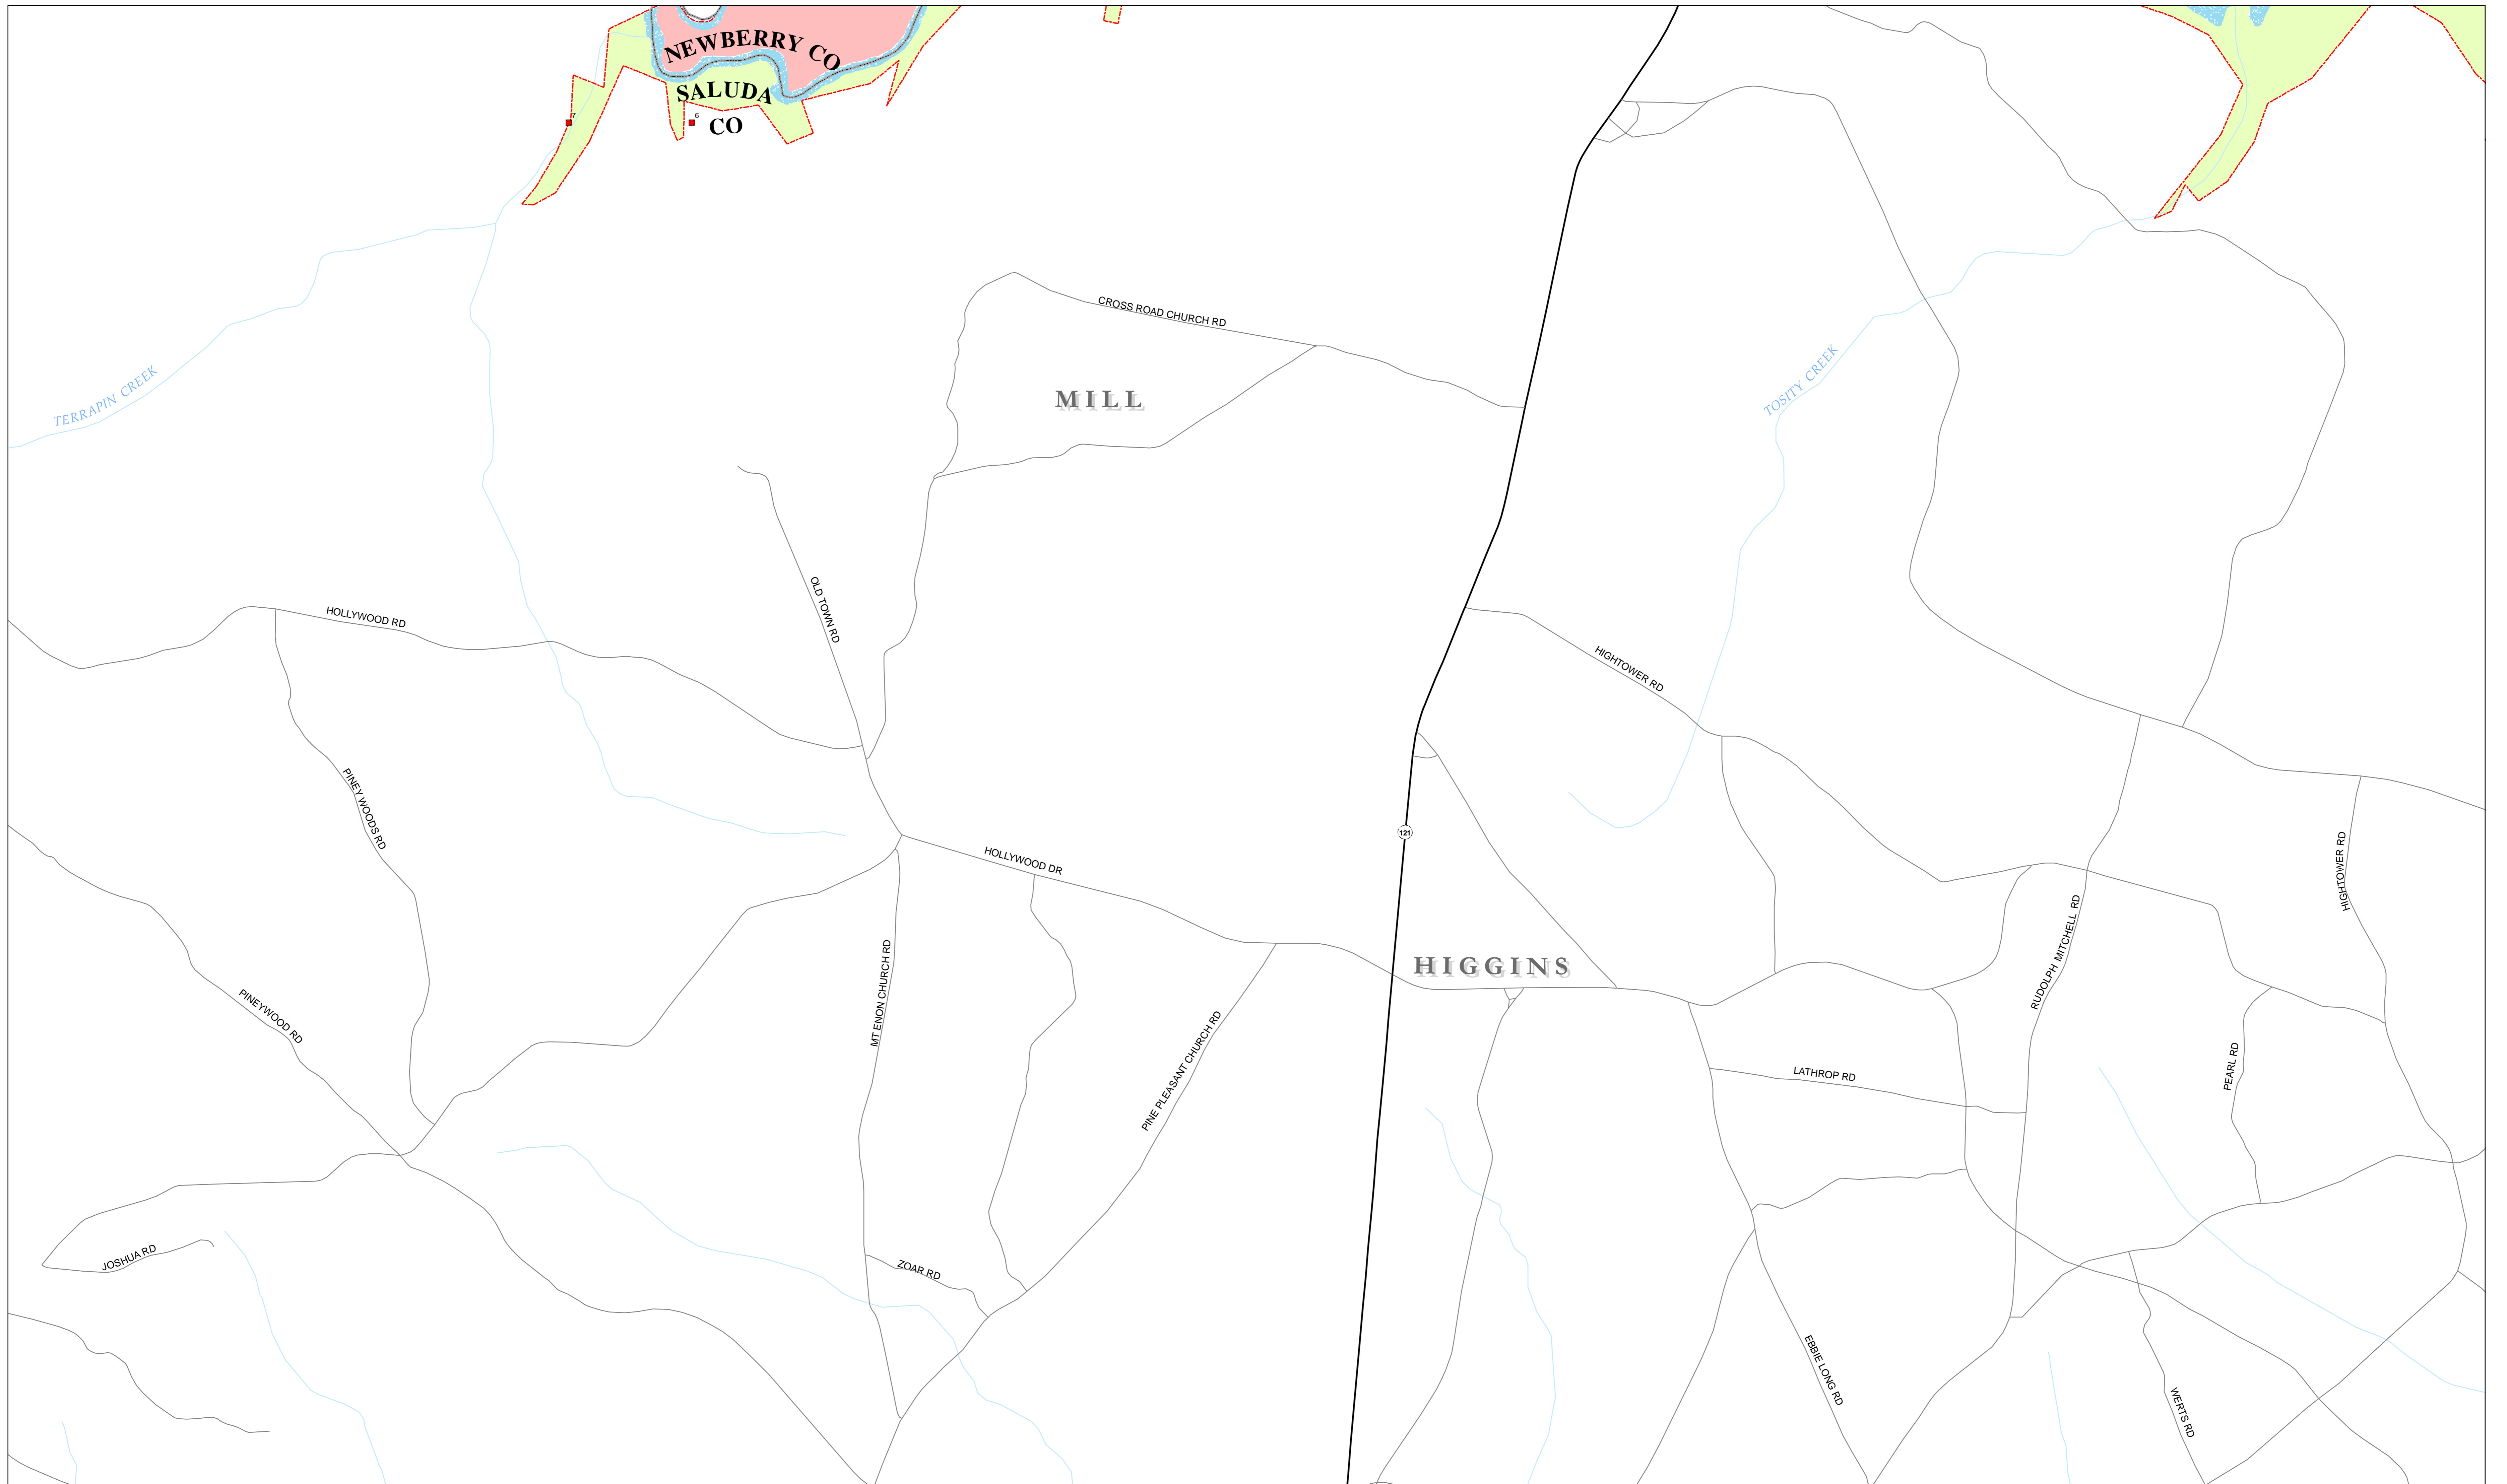 NEWBERRY CO
SALUDA
CO
7
6
CROSS ROAD CHURCH RD
TERRAPIN CREEK
MILL
TOSITY CREEK
HOLLYWOOD RD
OLD TOWN RD
HIGHTOWER RD
PINEY WOODS RD
121
HOLLYWOOD DR
HIGHTOWER RD
MT ENON CHURCH RD
HIGGINS
RUDOLPH MITCHELL RD
PINEYWOOD RD
PINE PLEASANT CHURCH RD
LATHROP RD
PEARL RD
JOSHUA RD
ZOAR RD
EBBIE LONG RD
WERTS RD